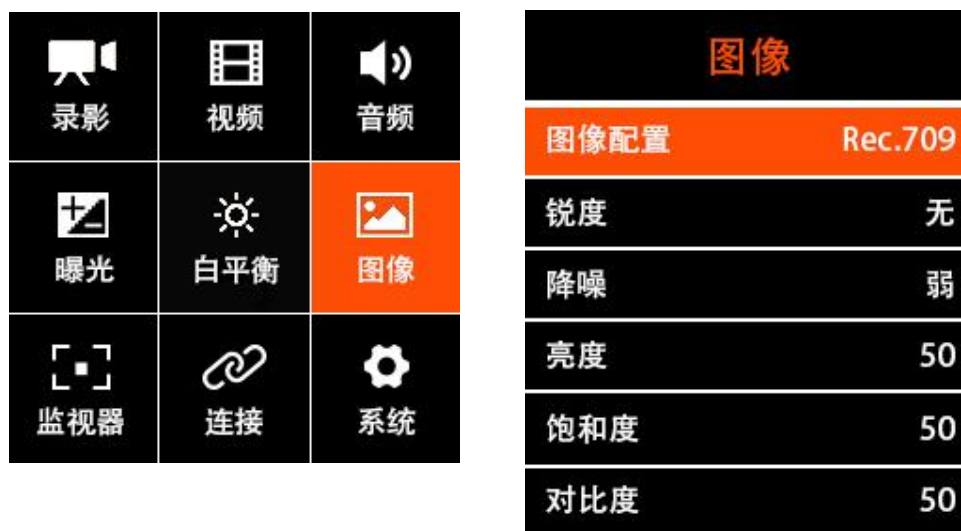 录影 视频 音频
曝光 白平衡 图像
监视器 连接 系统
图像
图像配置 Rec.709
锐度 无
降噪 弱
亮度 50
饱和度 50
对比度 50